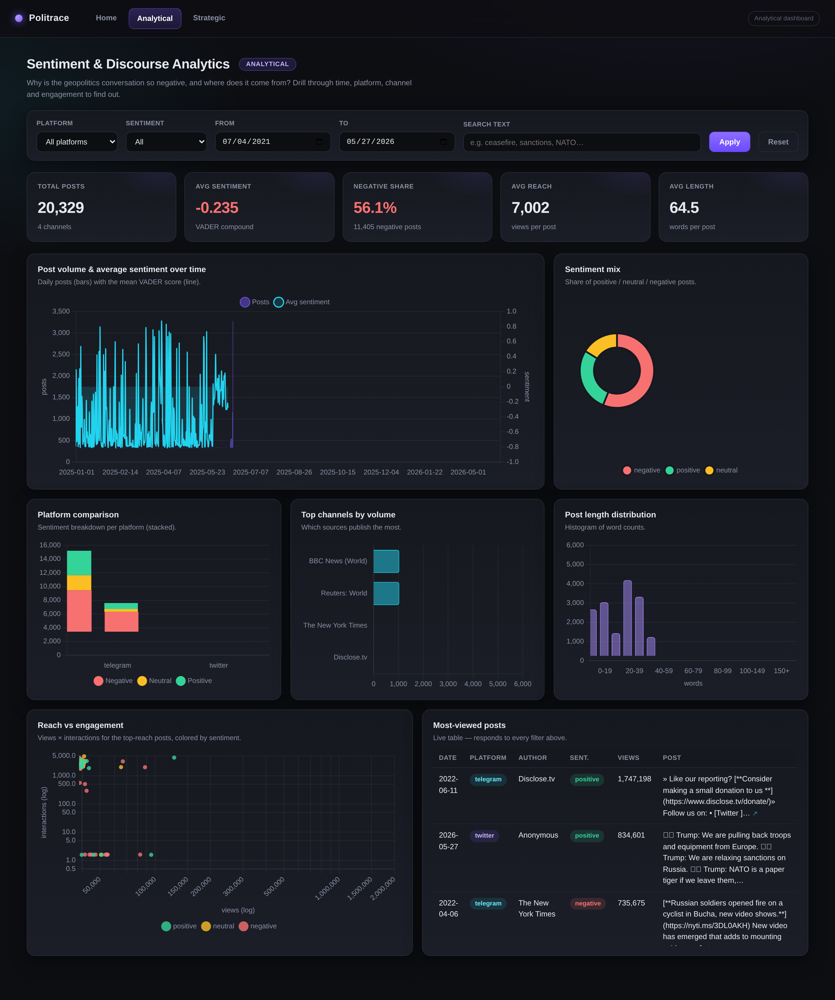 Politrace
Home
Analytical
Strategic
Analytical dashboard
Sentiment & Discourse Analytics
ANALYTICAL
Why is the geopolitics conversation so negative, and where does it come from? Drill through time, platform, channel
and engagement to find out.
PLATFORM
SENTIMENT
FROM
TO
SEARCH TEXT
All platforms
All
07/04/2021
05/27/2026
e.g. ceasefire, sanctions, NATO…
Apply
Reset
TOTAL POSTS
20,329
4 channels
AVG SENTIMENT
-0.235
VADER compound
NEGATIVE SHARE
56.1%
11,405 negative posts
AVG REACH
7,002
views per post
AVG LENGTH
64.5
words per post
Post volume & average sentiment over time
Daily posts (bars) with the mean VADER score (line).
Posts
Avg sentiment
3,500
3,000
2,500
2,000
1,500
1,000
500
0
posts
1.0
0.8
0.6
0.4
0.2
0
-0.2
-0.4
-0.6
-0.8
-1.0
sentiment
2025-01-01
2025-02-14
2025-04-07
2025-05-23
2025-07-07
2025-08-26
2025-10-15
2025-12-04
2026-01-22
2026-05-01
Sentiment mix
Share of positive / neutral / negative posts.
negative
positive
neutral
Platform comparison
Sentiment breakdown per platform (stacked).
16,000
14,000
12,000
10,000
8,000
6,000
4,000
2,000
0
telegram
twitter
Negative
Neutral
Positive
Top channels by volume
Which sources publish the most.
BBC News (World)
Reuters: World
The New York Times
Disclose.tv
0
1,000
2,000
3,000
4,000
5,000
6,000
Post length distribution
Histogram of word counts.
6,000
5,000
4,000
3,000
2,000
1,000
0
0-19
20-39
40-59
60-79
80-99
100-149
150+
words
Reach vs engagement
Views × interactions for the top-reach posts, colored by sentiment.
5,000.0
1,000.0
500.0
100.0
50.0
10.0
5.0
1.0
0.5
interactions (log)
50,000
100,000
150,000
200,000
300,000
500,000
1,000,000
1,500,000
2,000,000
views (log)
positive
neutral
negative
Most-viewed posts
Live table — responds to every filter above.
DATE
PLATFORM
AUTHOR
SENT.
VIEWS
POST
2022-
06-11
telegram
Disclose.tv
positive
1,747,198
» Like our reporting? [**Consider
making a small donation to us **]
(https://www.disclose.tv/donate/)»
Follow us on: • [Twitter ]… ↗
2026-
05-27
twitter
Anonymous
positive
834,601
Trump: We are pulling back troops
and equipment from Europe.
Trump: We are relaxing sanctions on
Russia. Trump: NATO is a paper
tiger if we leave them,…
2022-
04-06
telegram
The New
York Times
negative
735,675
[**Russian soldiers opened fire on a
cyclist in Bucha, new video shows.**]
(https://nyti.ms/3DL0AKH) New video
has emerged that adds to mounting